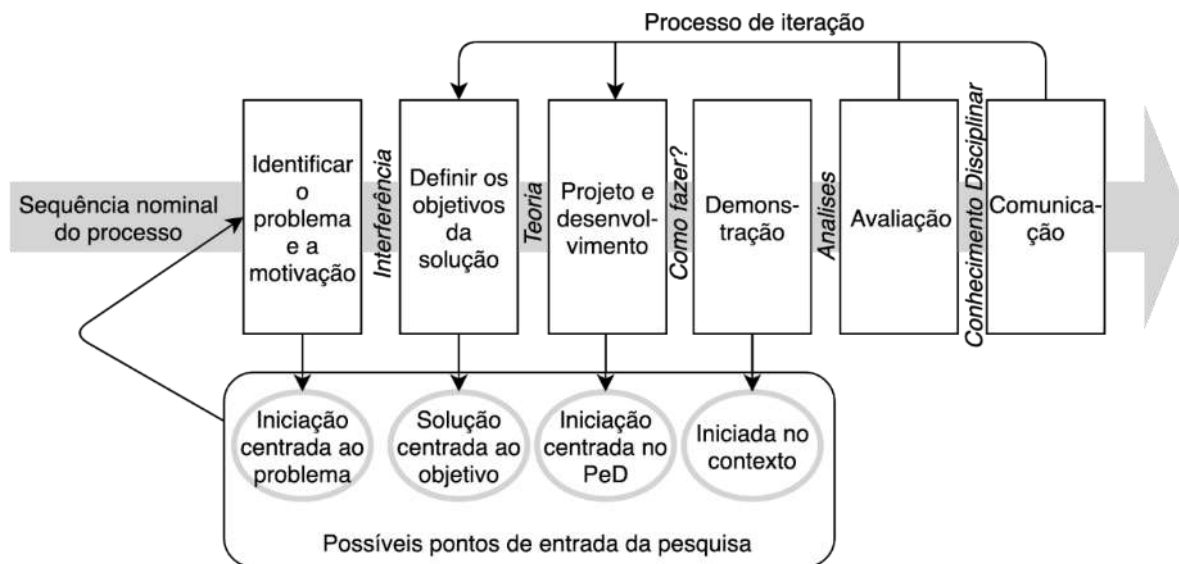 Processo de iteração
Sequência nominal
do processo
Identificar
o
problema
e a
motivação
Interferência
Definir os
objetivos
da
solução
Teoria
Projeto e
desenvol-
vimento
Como fazer?
Demons-
tração
Analises
Avaliação
Conhecimento Disciplinar
Comunica-
ção
Iniciação
centrada ao
problema
Solução
centrada ao
objetivo
Iniciação
centrada no
PeD
Iniciada no
contexto
Possíveis pontos de entrada da pesquisa